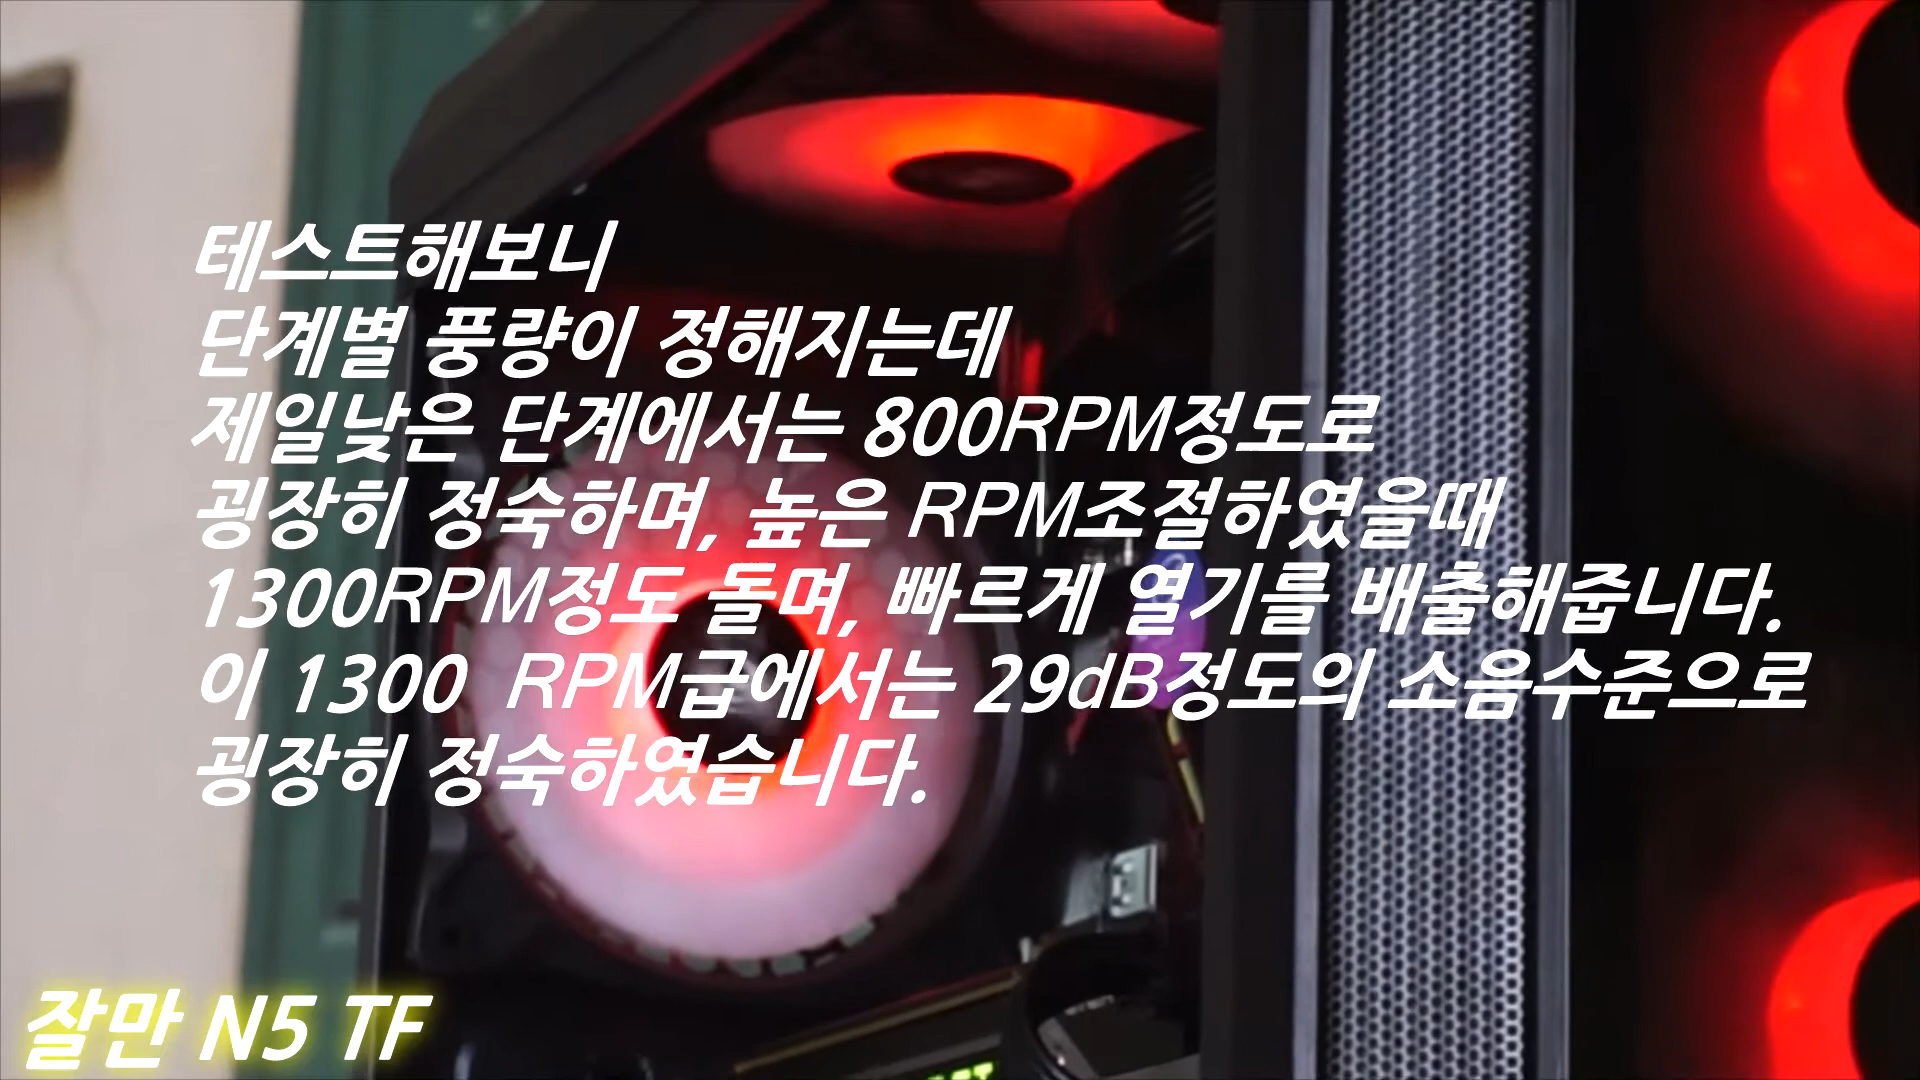 테스트해보니
단계별 풍량이 정해지는데
제일낮은 단계에서는 800RPM정도로
굉장히 정숙하며, 높은 RPM조절하였을때
1300RPM정도 돌며, 빠르게 열기를 배출해줍니다.
이 1300  RPM급에서는 29dB정도의 소음수준으로
굉장히 정숙하였습니다.
잘만 N5 TF